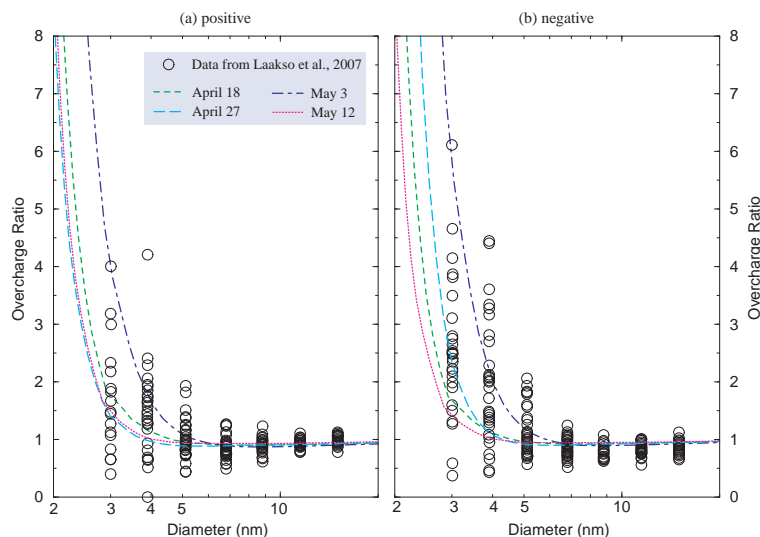 (a) positive
(b) negative
Data from Laakso et al., 2007
April 18
May 3
April 27
May 12
Overcharge Ratio
8
7
6
5
4
3
2
1
0
2
3
4
5
10
Diameter (nm)
2
3
4
5
10
Diameter (nm)
8
7
6
5
4
3
2
1
0
Overcharge Ratio